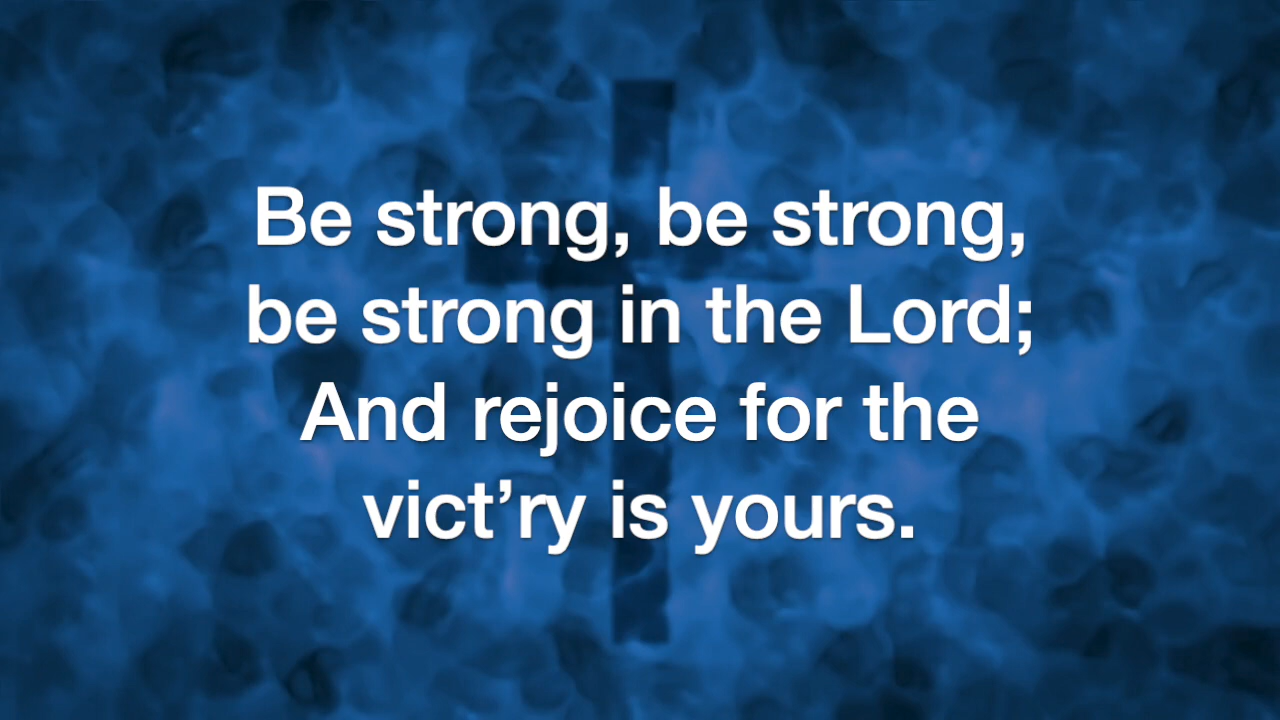 Be strong, be strong,
be strong in the Lord;
And rejoice for the
vict’ry is yours.